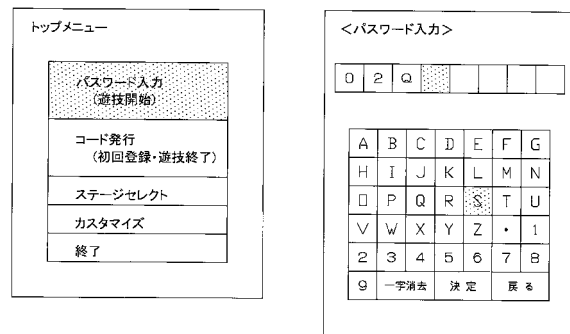 トップメニュー
パスワード入力
(遊技開始)
コード発行
(初回登録・遊技終了)
ステージセレクト
カスタマイズ
終了
<パスワード入力>
0 2 Q
A B C D E F G
H I J K L M N
O P Q R S T U
V W X Y Z ・ 1
2 3 4 5 6 7 8
9 一字消去 決定 戻る